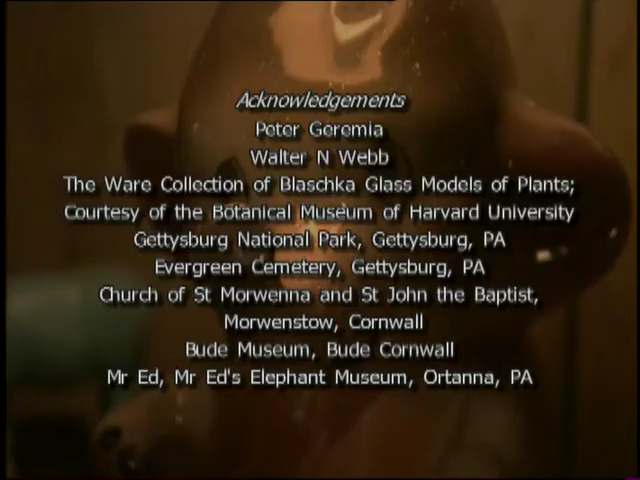 Acknowledgements
Peter Geremia
Walter N Webb
The Ware Collection of Blaschka Glass Models of Plants;
Courtesy of the Botanical Museum of Harvard University
Gettysburg National Park, Gettysburg, PA
Evergreen Cemetery, Gettysburg, PA
Church of St Morwenna and St John the Baptist,
Morwenstow, Cornwall
Bude Museum, Bude Cornwall
Mr Ed, Mr Ed's Elephant Museum, Ortanna, PA